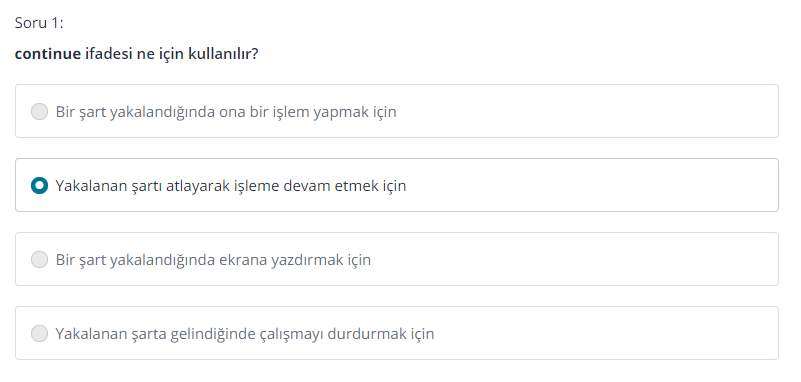 Soru 1:
continue ifadesi ne için kullanılır?
Bir şart yakalandığında ona bir işlem yapmak için
Yakalanan şartı atlayarak işleme devam etmek için
Bir şart yakalandığında ekrana yazdırmak için
Yakalanan şarta gelindiğinde çalışmayı durdurmak için